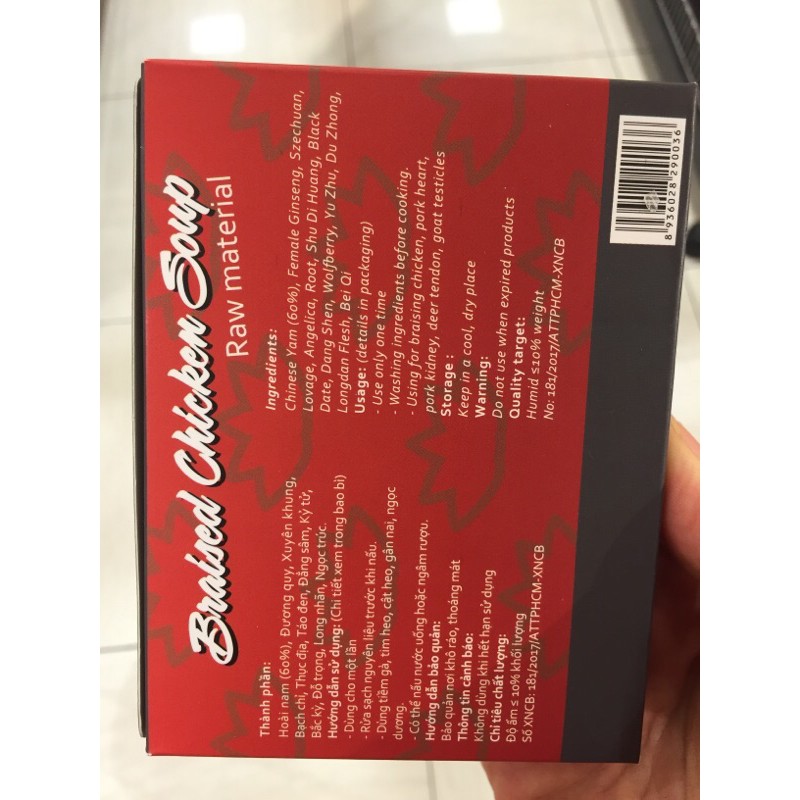 Braised Chicken Soup
Raw material
Thành phần:
Hoài nam (60%), Đương quy, Xuyên khung,
Bạch chỉ, Thục địa, Táo đen, Đảng sâm, Kỷ tử,
Bắc kỳ, Đỗ trọng, Long nhãn, Ngọc trúc.
Hướng dẫn sử dụng: (Chi tiết xem trong bao bì)
- Dùng cho một lần
- Rửa sạch nguyên liệu trước khi nấu.
- Dùng tiềm gà, tim heo, cật heo, gân nai, ngọc
dương.
- Có thể nấu nước uống hoặc ngâm rượu.
Hướng dẫn bảo quản:
Bảo quản nơi khô ráo, thoáng mát
Thông tin cảnh báo:
Không dùng khi hết hạn sử dụng
Chỉ tiêu chất lượng:
Độ ẩm ≤ 10% khối lượng
Số XNCB: 181/2017/ATTPHCM-XNCB
Ingredients:
Chinese Yam (60%), Female Ginseng, Szechuan,
Lovage, Angelica, Root, Shu Di Huang, Black
Date, Dang Shen, Wolfberry, Yu Zhu, Du Zhong,
Longdan Flesh, Bei Qi
Usage: (details in packaging)
- Use only one time
- Washing ingredients before cooking.
- Using for braising chicken, pork heart,
pork kidney, deer tendon, goat testicles
Storage :
Keep in a cool, dry place
Warning:
Do not use when expired products
Quality target:
Humid ≤10% weight
No: 181/2017/ATTPHCM-XNCB
8 936028 290036